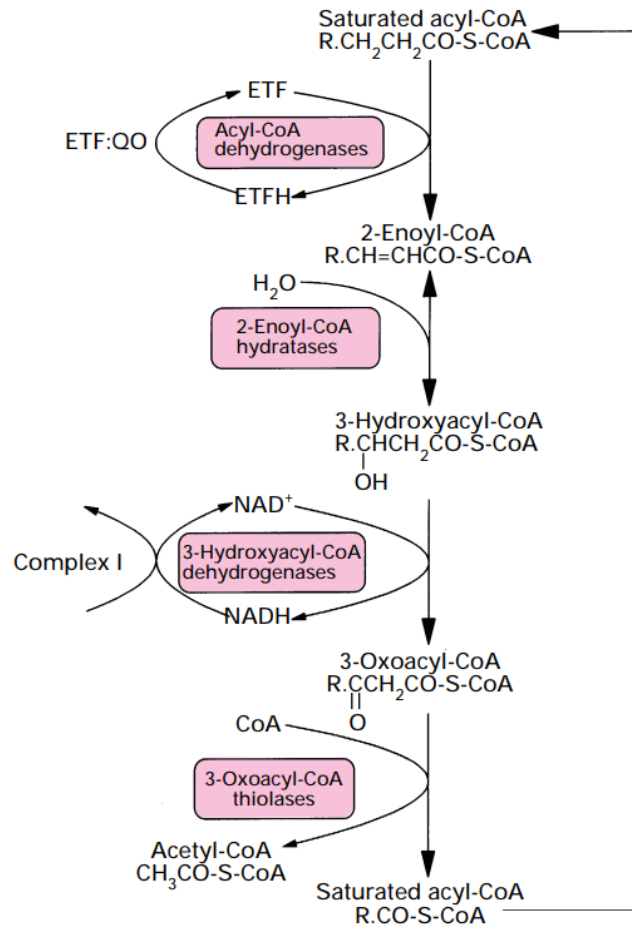 Saturated acyl-CoA
R.CH₂CH₂CO-S-CoA
ETF
Acyl-CoA
dehydrogenases
ETF:QO
ETFH
2-Enoyl-CoA
R.CH=CHCO-S-CoA
H₂O
2-Enoyl-CoA
hydratases
3-Hydroxyacyl-CoA
R.CHCH₂CO-S-CoA
OH
NAD⁺
3-Hydroxyacyl-CoA
dehydrogenases
Complex I
NADH
3-Oxoacyl-CoA
R.CCH₂CO-S-CoA
O
CoA
3-Oxoacyl-CoA
thiolases
Acetyl-CoA
CH₃CO-S-CoA
Saturated acyl-CoA
R.CO-S-CoA